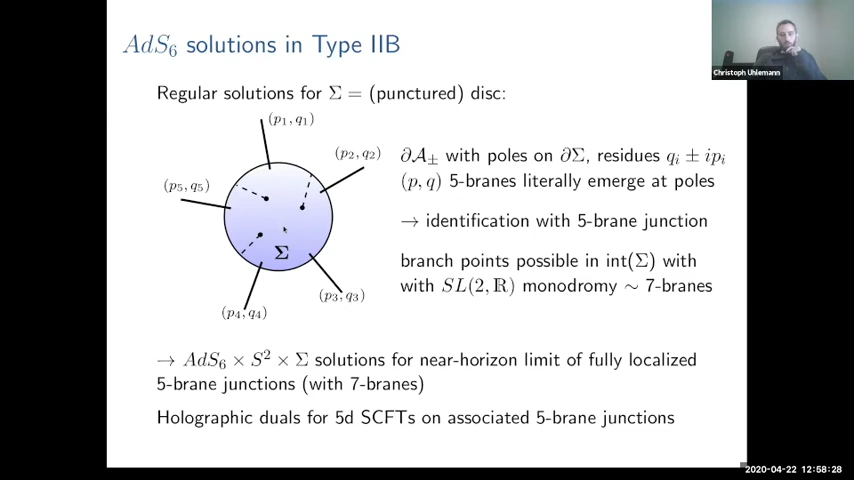 AdS₆ solutions in Type IIB
Christoph Uhlemann
Regular solutions for Σ = (punctured) disc:
(p₁, q₁)
(p₂, q₂)
(p₅, q₅)
Σ
(p₃, q₃)
(p₄, q₄)
∂𝒜± with poles on ∂Σ, residues qᵢ ± ipᵢ
(p, q) 5-branes literally emerge at poles
→ identification with 5-brane junction
branch points possible in int(Σ) with
with SL(2, ℝ) monodromy ∼ 7-branes
→ AdS₆ × S² × Σ solutions for near-horizon limit of fully localized
5-brane junctions (with 7-branes)
Holographic duals for 5d SCFTs on associated 5-brane junctions
2020-04-22 12:58:28